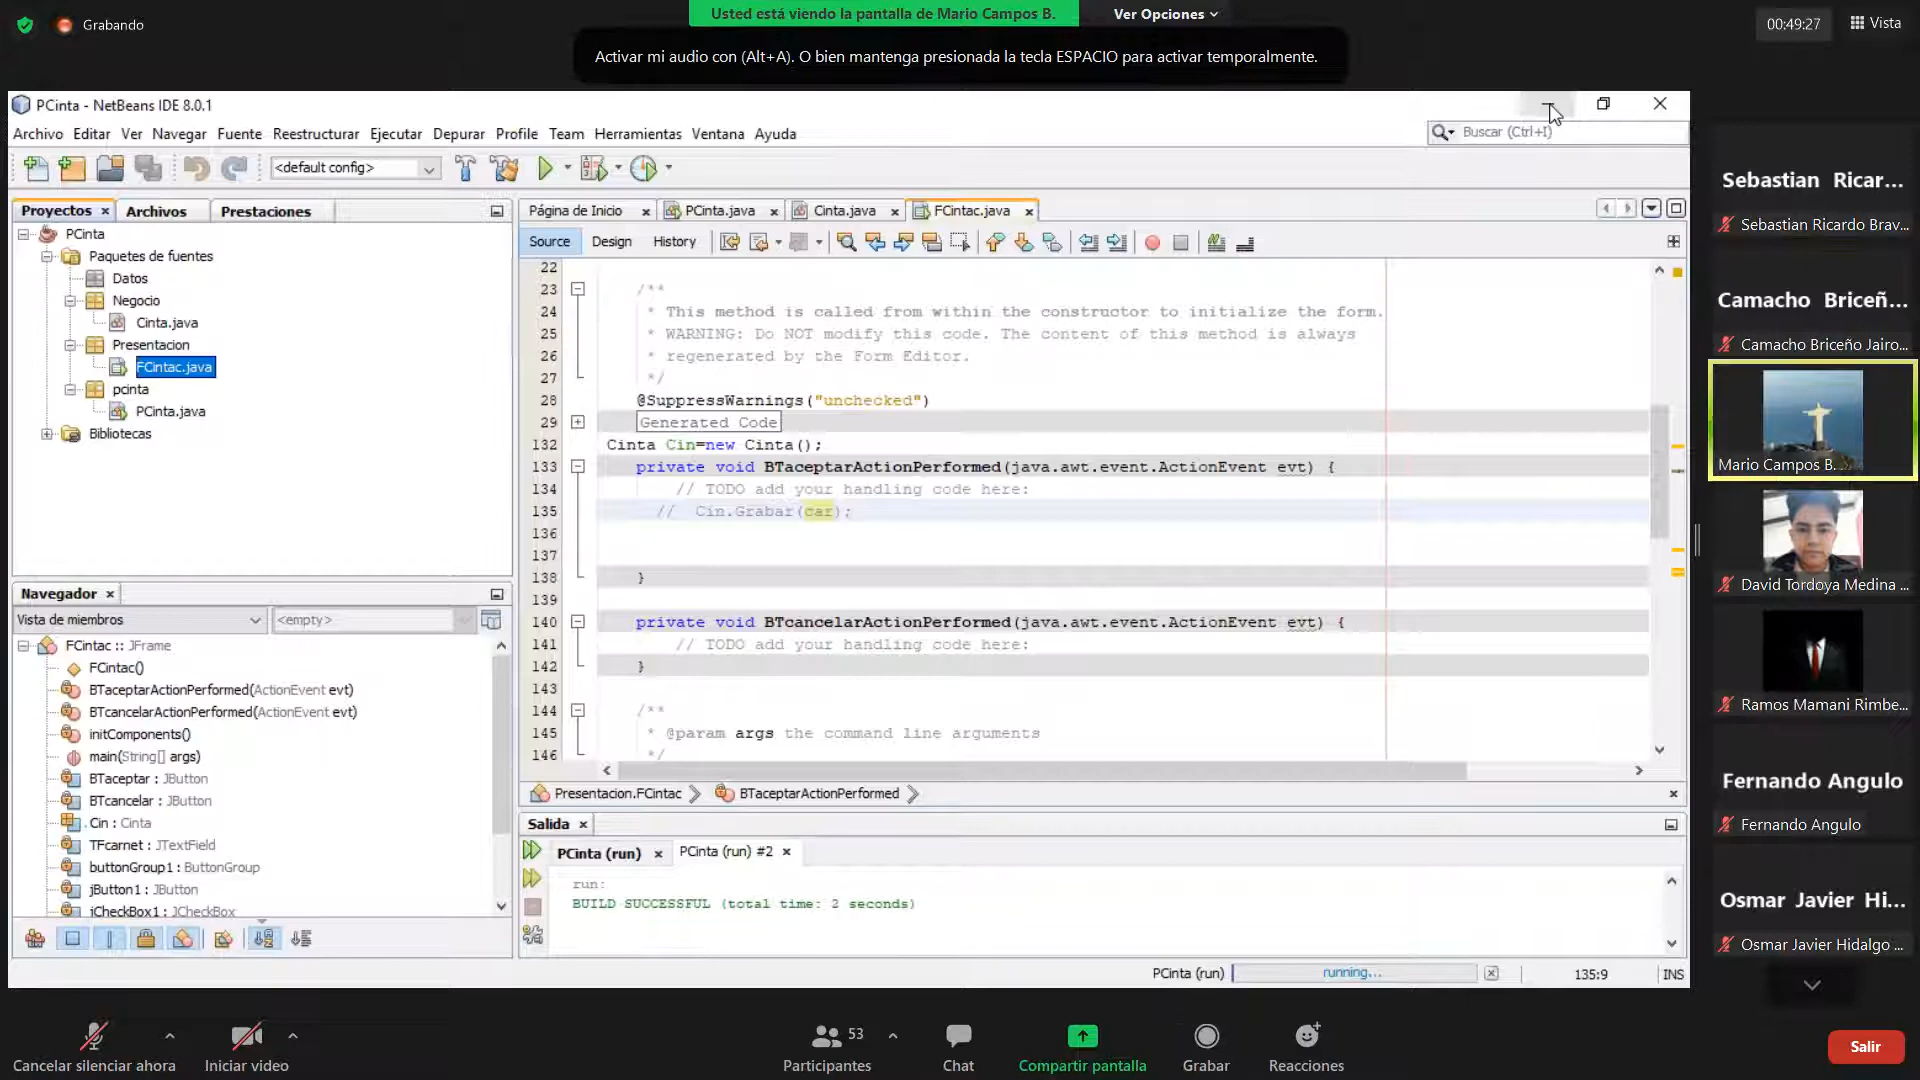 Grabando
Usted está viendo la pantalla de Mario Campos B.
Ver Opciones
00:49:27
Vista
Activar mi audio con (Alt+A). O bien mantenga presionada la tecla ESPACIO para activar temporalmente.
PCinta - NetBeans IDE 8.0.1
Archivo Editar Ver Navegar Fuente Reestructurar Ejecutar Depurar Profile Team Herramientas Ventana Ayuda
Buscar (Ctrl+I)
<default config>
Proyectos
Archivos
Prestaciones
PCinta
Paquetes de fuentes
Datos
Negocio
Cinta.java
Presentacion
FCintac.java
pcinta
PCinta.java
Bibliotecas
Navegador
Vista de miembros
<empty>
FCintac :: JFrame
FCintac()
BTaceptarActionPerformed(ActionEvent evt)
BTcancelarActionPerformed(ActionEvent evt)
initComponents()
main(String[] args)
BTaceptar : JButton
BTcancelar : JButton
Cin : Cinta
TFcarnet : JTextField
buttonGroup1 : ButtonGroup
jButton1 : JButton
jCheckBox1 : JCheckBox
Página de Inicio
PCinta.java
Cinta.java
FCintac.java
Source Design History
22
23 /**
24 * This method is called from within the constructor to initialize the form.
25 * WARNING: Do NOT modify this code. The content of this method is always
26 * regenerated by the Form Editor.
27 */
28 @SuppressWarnings("unchecked")
29 Generated Code
132 Cinta Cin=new Cinta();
133 private void BTaceptarActionPerformed(java.awt.event.ActionEvent evt) {
134 // TODO add your handling code here:
135 // Cin.Grabar(car);
136
137
138 }
139
140 private void BTcancelarActionPerformed(java.awt.event.ActionEvent evt) {
141 // TODO add your handling code here:
142 }
143
144 /**
145 * @param args the command line arguments
146 */
Presentacion.FCintac
BTaceptarActionPerformed
Salida
PCinta (run)
PCinta (run) #2
run:
BUILD SUCCESSFUL (total time: 2 seconds)
PCinta (run)
running...
135:9
INS
Sebastian Ricar...
Sebastian Ricardo Brav...
Camacho Briceñ...
Camacho Briceño Jairo...
Mario Campos B.
David Tordoya Medina ...
Ramos Mamani Rimbe...
Fernando Angulo
Fernando Angulo
Osmar Javier Hi...
Osmar Javier Hidalgo ...
Cancelar silenciar ahora
Iniciar video
53
Participantes
Chat
Compartir pantalla
Grabar
Reacciones
Salir